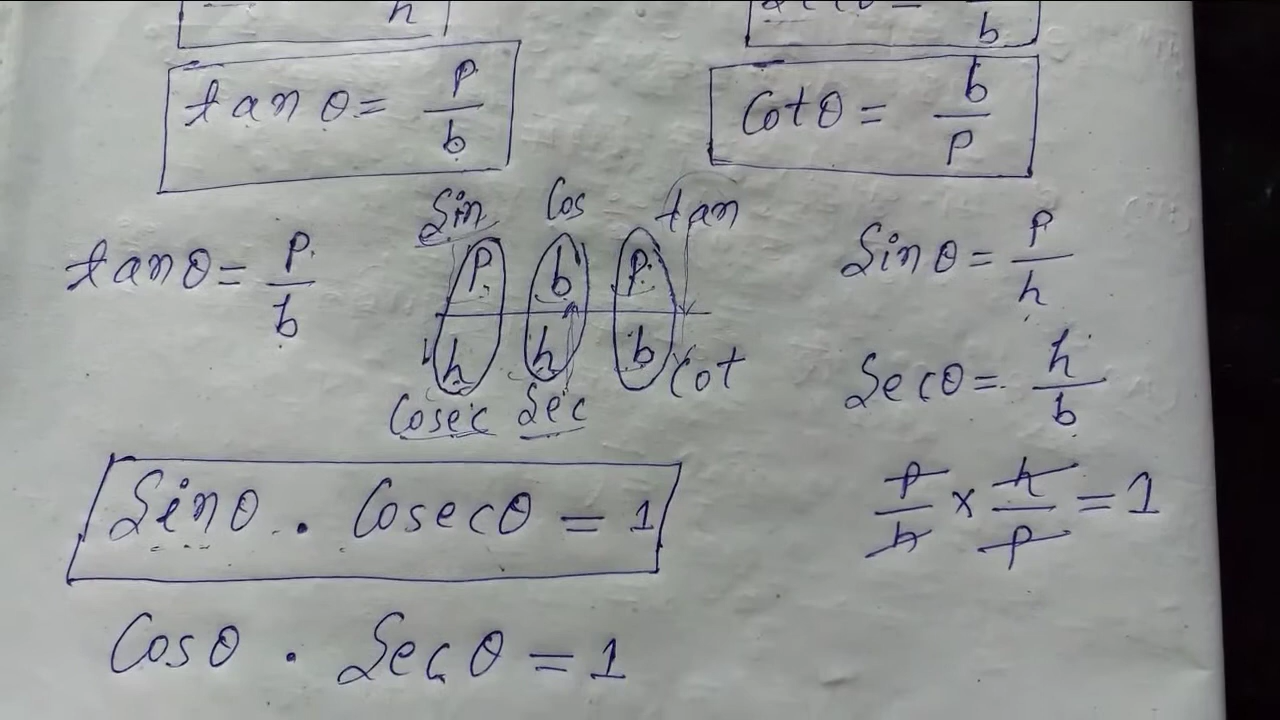 h
b
tan θ = p/b
Cot θ = b/p
Sin Cos tan
tan θ = p/b
p/h b/h p/b
Cosec Sec Cot
Sin θ = p/h
Sec θ = h/b
p/h × h/p = 1
Sin θ . Cosec θ = 1
Cos θ . Sec θ = 1